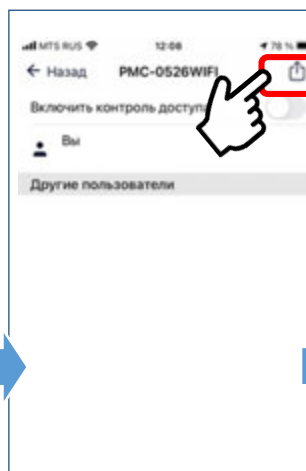 MTS RUS 12:08 78 %
← Назад PMC-0526WIFI
Включить контроль доступа
Вы
Другие пользователи